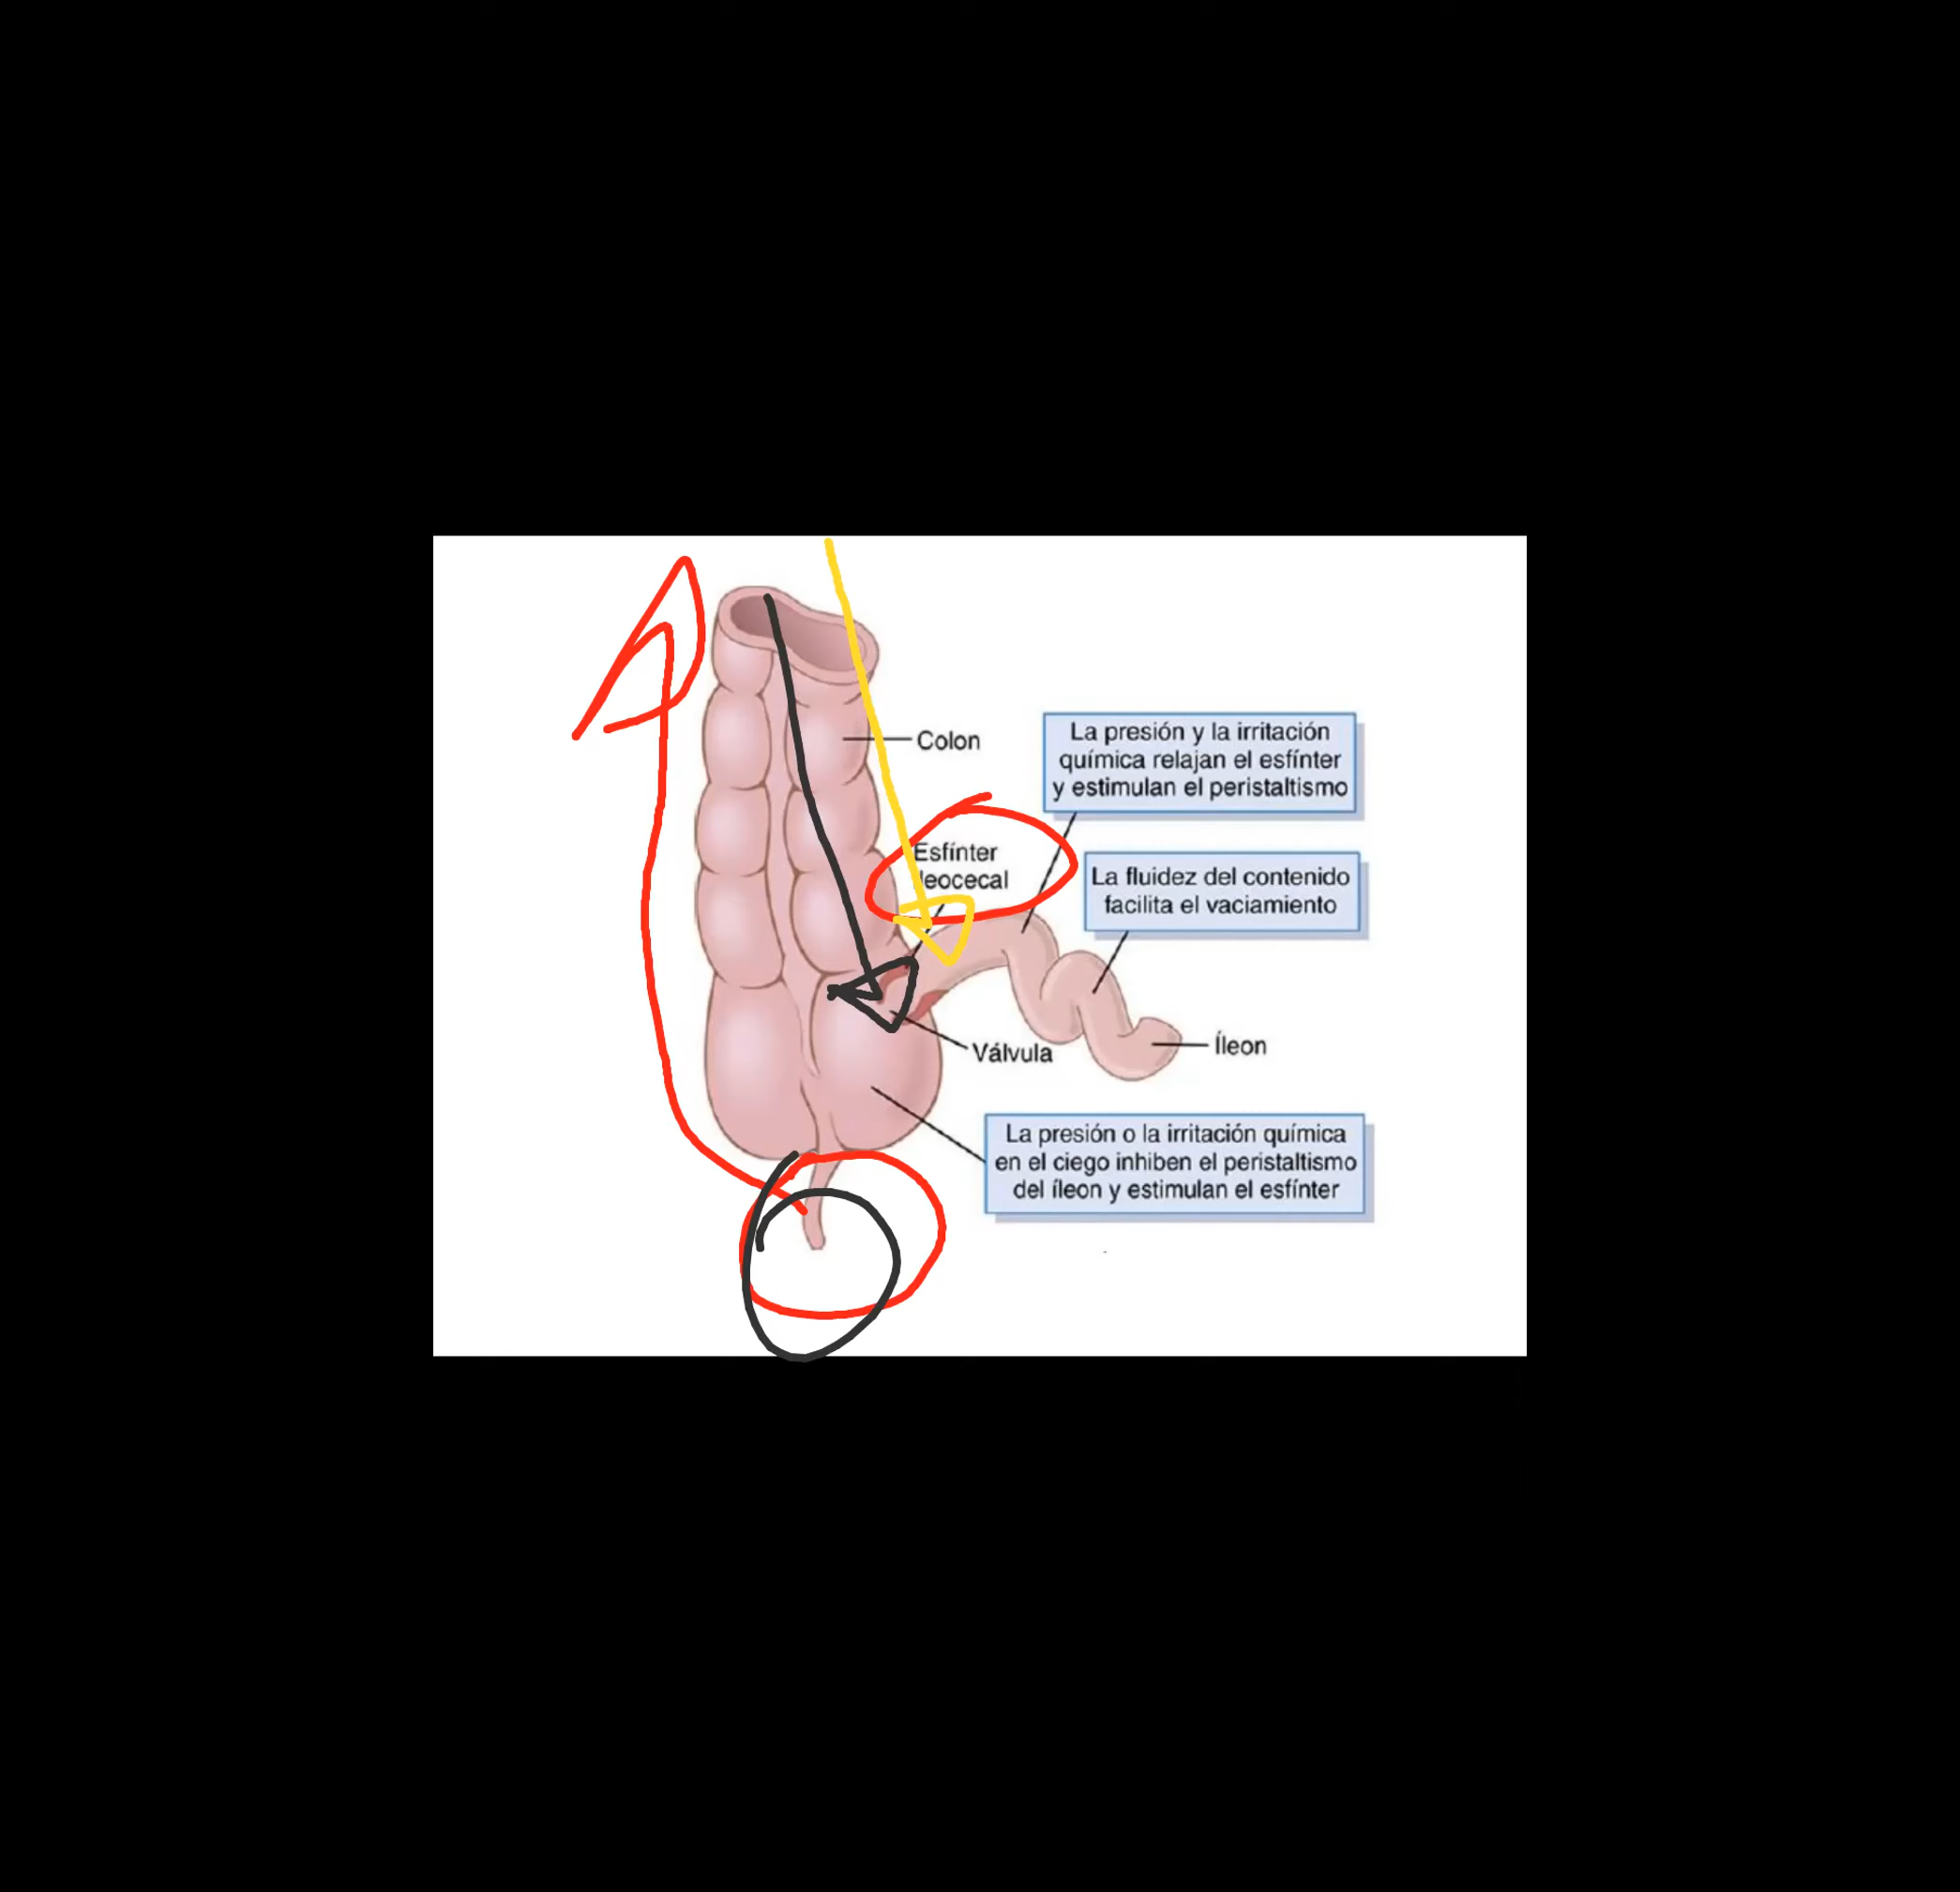 Colon
La presión y la irritación
química relajan el esfínter
y estimulan el peristaltismo
Esfínter
leocecal
La fluidez del contenido
facilita el vaciamiento
Válvula
Íleon
La presión o la irritación química
en el ciego inhiben el peristaltismo
del íleon y estimulan el esfínter